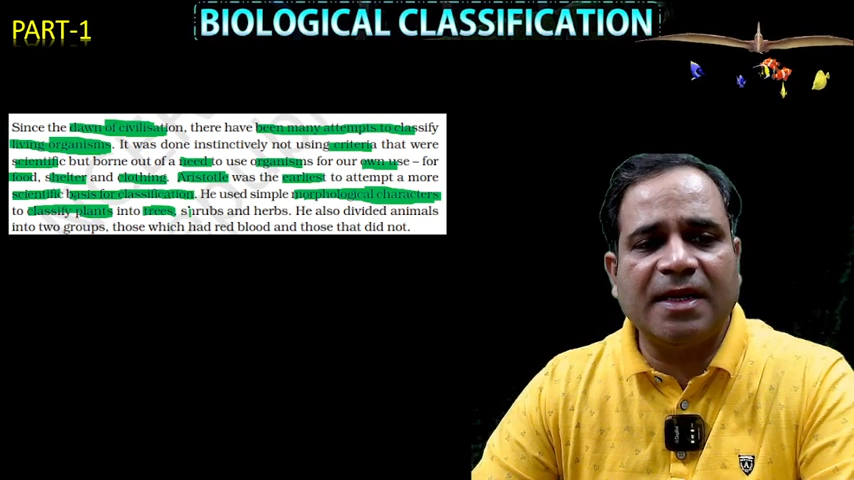 PART-1
BIOLOGICAL CLASSIFICATION
Since the dawn of civilisation, there have been many attempts to classify
living organisms. It was done instinctively not using criteria that were
scientific but borne out of a need to use organisms for our own use – for
food, shelter and clothing. Aristotle was the earliest to attempt a more
scientific basis for classification. He used simple morphological characters
to classify plants into trees, shrubs and herbs. He also divided animals
into two groups, those which had red blood and those that did not.